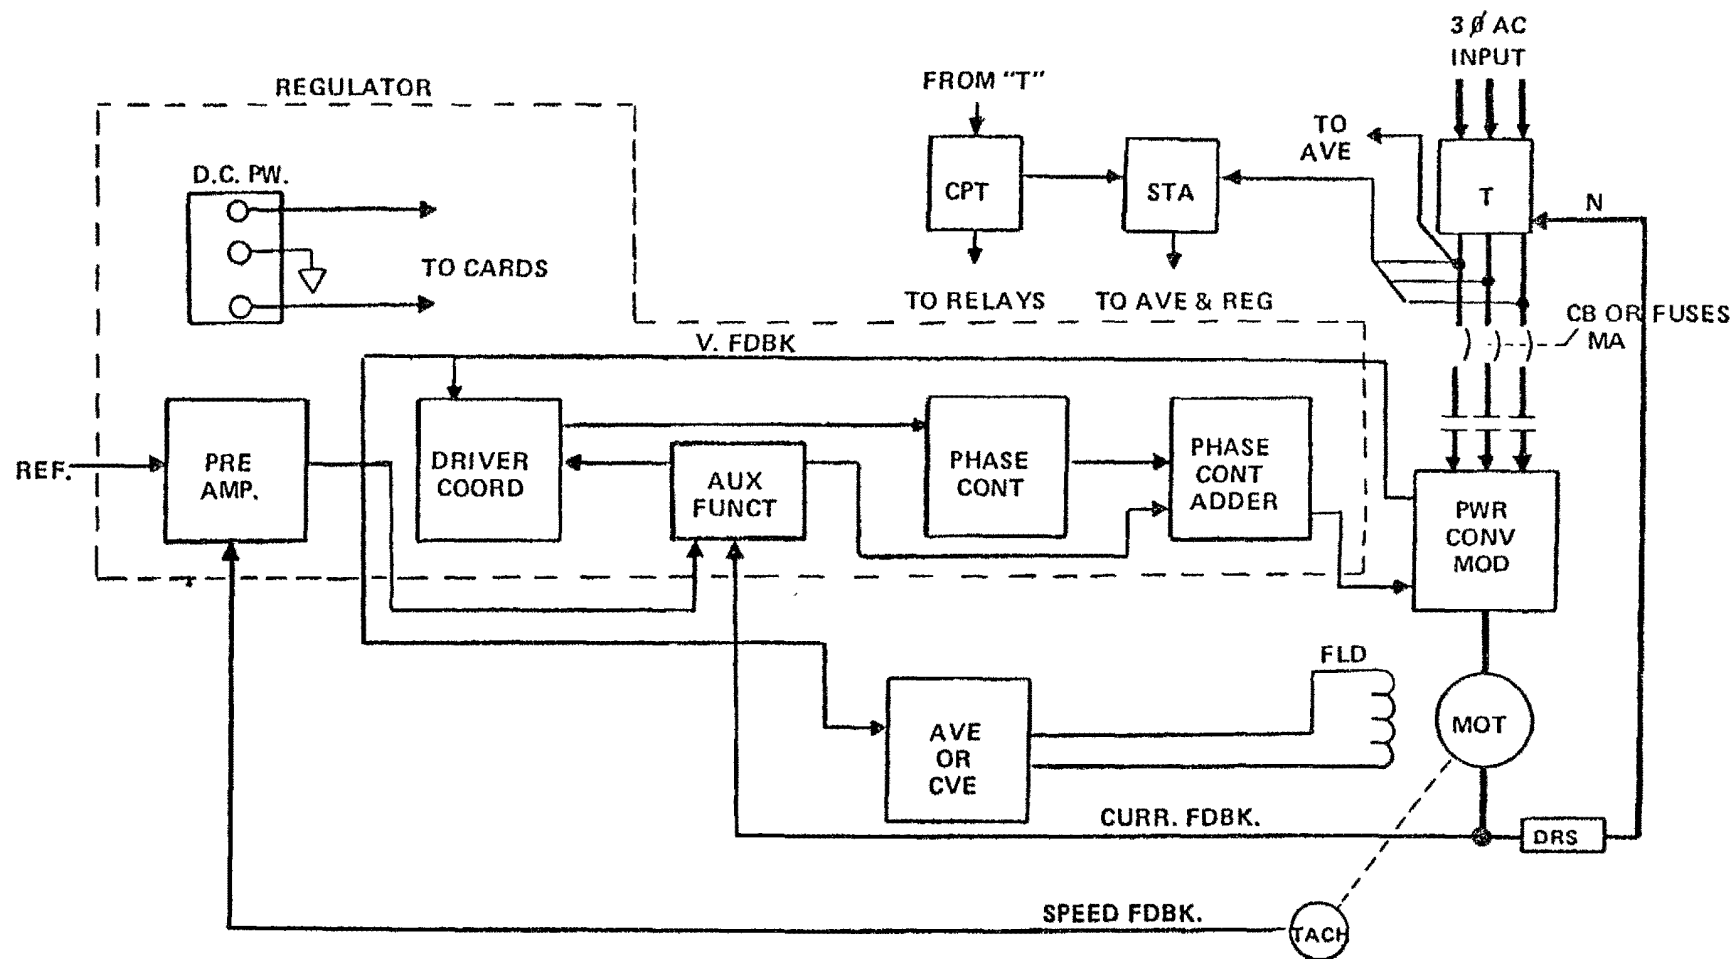 3Ø AC
INPUT
REGULATOR
FROM "T"
TO
AVE
D.C. PW.
CPT
STA
T
N
TO CARDS
TO RELAYS
TO AVE & REG
CB OR FUSES
MA
V. FDBK
REF.
PRE
AMP.
DRIVER
COORD
AUX
FUNCT
PHASE
CONT
PHASE
CONT
ADDER
PWR
CONV
MOD
FLD
AVE
OR
CVE
MOT
CURR. FDBK.
DRS
SPEED FDBK.
TACH